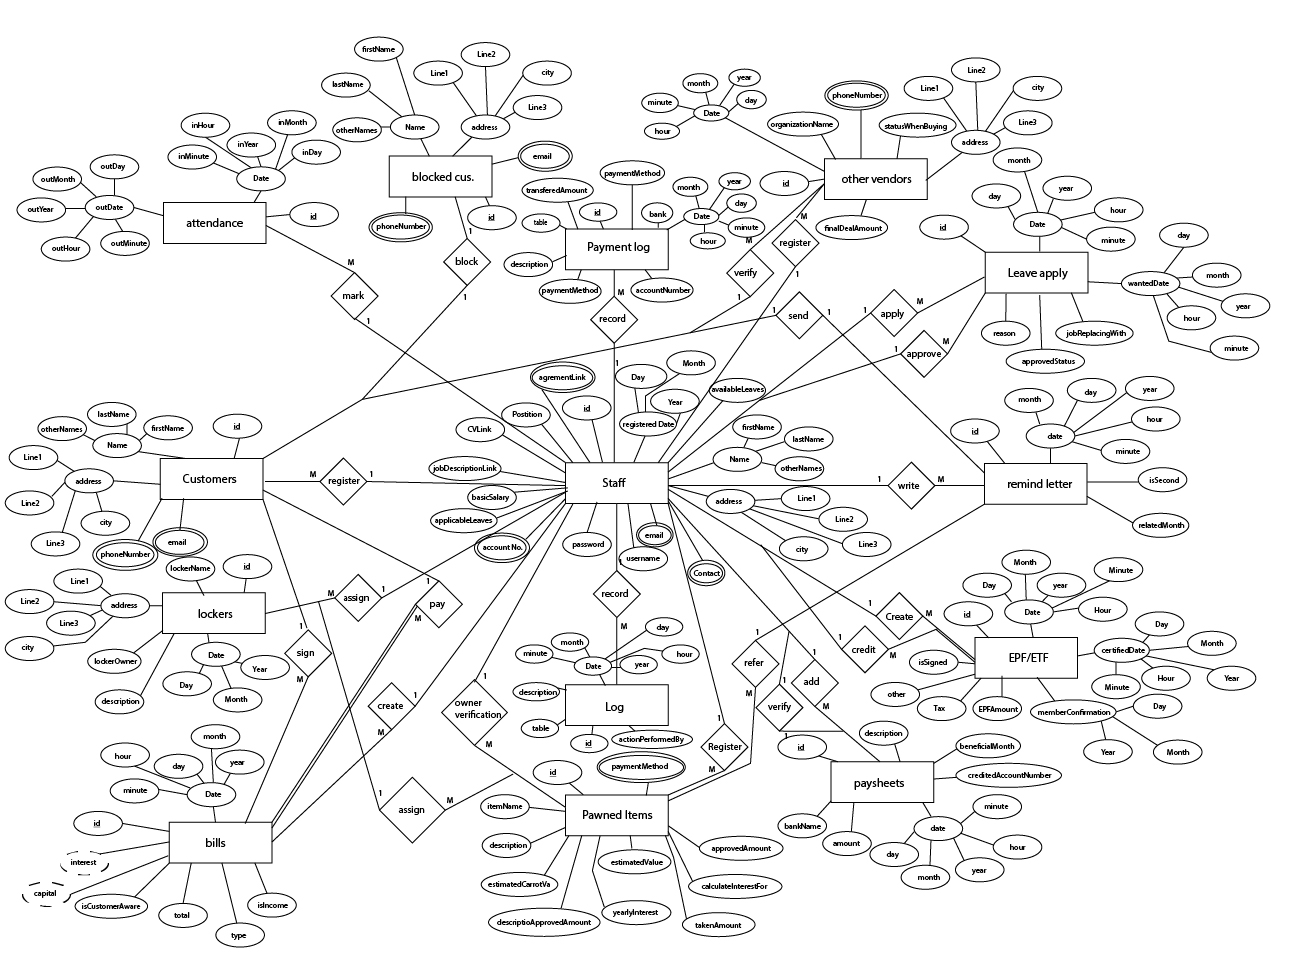 firstName
Line2
lastName
Line1
city
Line3
otherNames
Name
address
blocked cus.
email
phoneNumber
id
block
1
1
inHour
inMonth
inYear
inMinute
inDay
Date
outDay
outMonth
outDate
outYear
outHour
outMinute
attendance
id
M
mark
1
paymentMethod
transferedAmount
id
table
bank
Payment log
description
paymentMethod
accountNumber
month
year
Date
day
minute
hour
M
record
1
month
year
minute
Date
day
hour
phoneNumber
organizationName
statusWhenBuying
id
other vendors
finalDealAmount
Line2
Line1
city
Line3
address
M
register
1
M
verify
1
month
year
day
hour
Date
minute
id
Leave apply
day
wantedDate
month
year
hour
minute
reason
jobReplacingWith
approvedStatus
1
send
1
M
apply
1
1
approve
M
agrementLink
Day
Month
id
Year
registered Date
availableLeaves
Postition
CVLink
jobDescriptionLink
basicSalary
applicableLeaves
account No.
Staff
password
username
email
Contact
firstName
lastName
Name
otherNames
address
Line1
Line2
Line3
city
lastName
otherNames
firstName
Name
id
Line1
address
Line2
city
Line3
Customers
phoneNumber
email
M
register
1
1
write
M
month
day
year
hour
date
minute
id
remind letter
isSecond
relatedMonth
lockerName
id
Line1
address
Line2
Line3
city
lockers
lockerOwner
Date
Day
Year
Month
description
M
assign
1
1
pay
M
1
sign
M
1
create
M
1
owner
verification
M
1
assign
M
1
record
M
month
day
minute
Date
year
hour
description
Log
table
id
actionPerformedBy
1
refer
M
1
Register
M
1
verify
1
1
add
M
1
Create
M
1
credit
M
Month
Day
year
Minute
Date
Hour
id
isSigned
EPF/ETF
other
Tax
EPFAmount
certifiedDate
Day
Month
Year
Hour
Minute
memberConfirmation
Day
Year
Month
id
description
beneficialMonth
creditedAccountNumber
paysheets
bankName
amount
date
minute
hour
day
month
year
paymentMethod
id
itemName
Pawned Items
description
estimatedCarrotVa
descriptioApprovedAmount
estimatedValue
yearlyInterest
approvedAmount
calculateInterestFor
takenAmount
month
hour
day
year
minute
Date
id
interest
capital
bills
isCustomerAware
total
type
isIncome